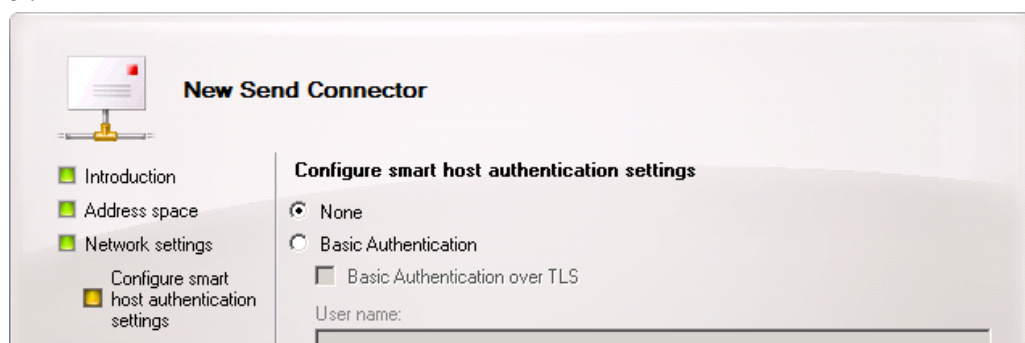 New Send Connector
Introduction
Address space
Network settings
Configure smart
host authentication
settings
Configure smart host authentication settings
None
Basic Authentication
Basic Authentication over TLS
User name: